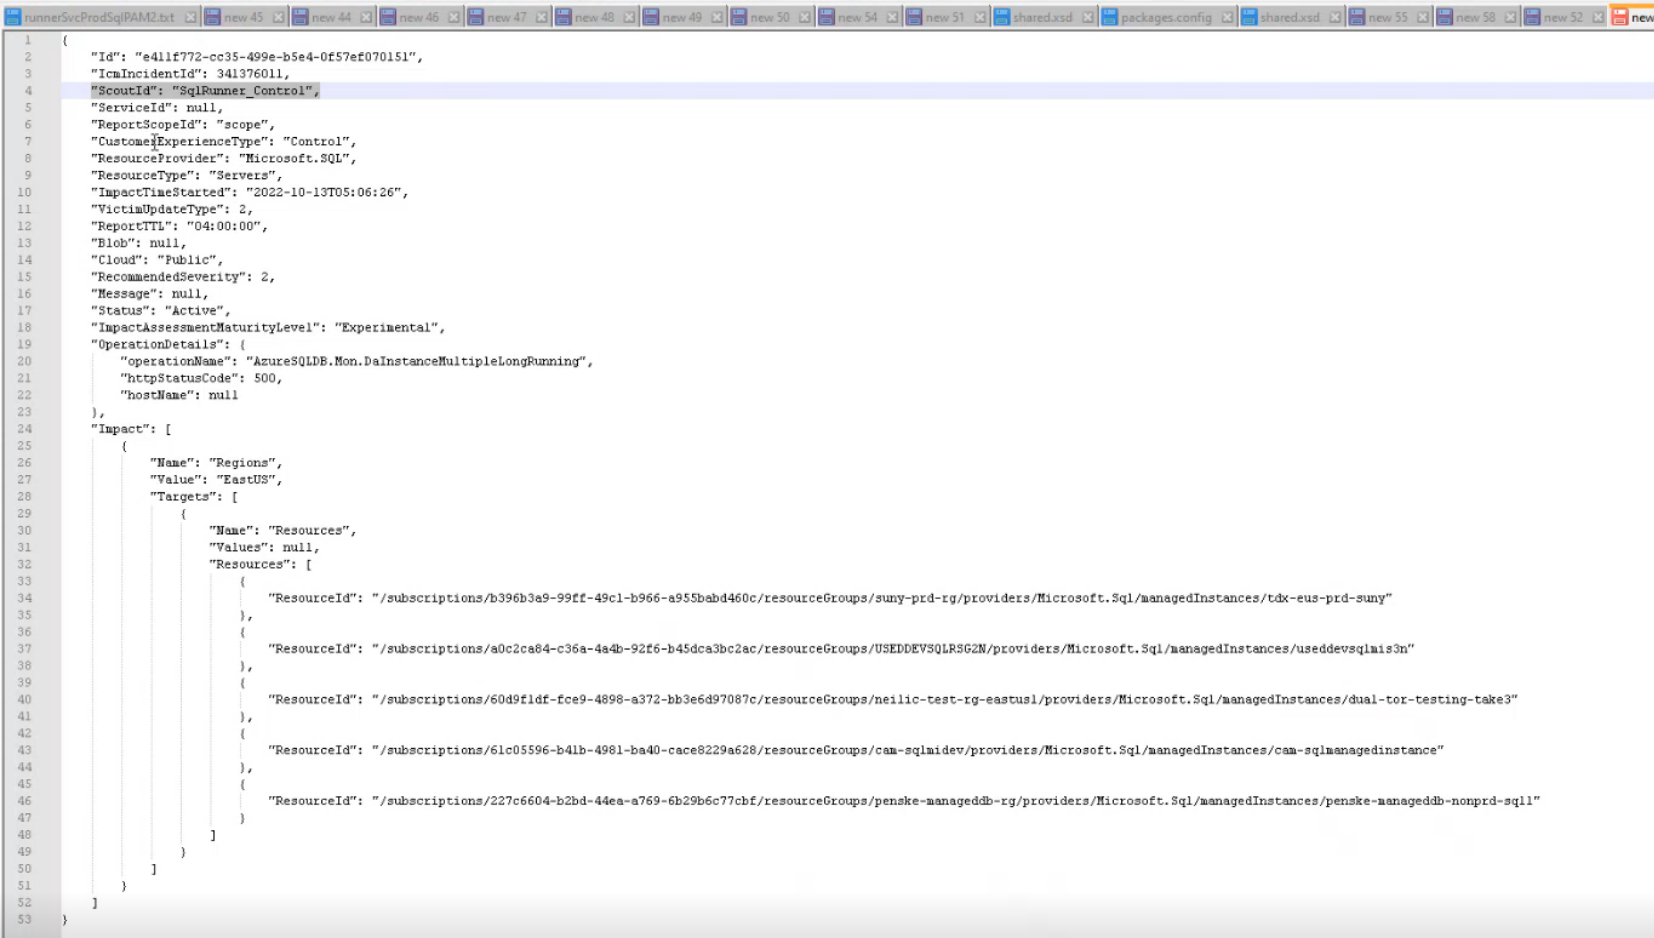 runnerSvcProdSqlPAM2.txt new 45 new 44 new 46 new 47 new 48 new 49 new 50 new 54 new 51 shared.xsd packages.config shared.xsd new 55 new 58 new 52 new
1 {
2 "Id": "e411f772-cc35-499e-b5e4-0f57ef070151",
3 "IcmIncidentId": 341376011,
4 "ScoutId": "SqlRunner_Control",
5 "ServiceId": null,
6 "ReportScopeId": "scope",
7 "CustomerExperienceType": "Control",
8 "ResourceProvider": "Microsoft.SQL",
9 "ResourceType": "Servers",
10 "ImpactTimeStarted": "2022-10-13T05:06:26",
11 "VictimUpdateType": 2,
12 "ReportTTL": "04:00:00",
13 "Blob": null,
14 "Cloud": "Public",
15 "RecommendedSeverity": 2,
16 "Message": null,
17 "Status": "Active",
18 "ImpactAssessmentMaturityLevel": "Experimental",
19 "OperationDetails": {
20 "operationName": "AzureSQLDB.Mon.DaInstanceMultipleLongRunning",
21 "httpStatusCode": 500,
22 "hostName": null
23 },
24 "Impact": [
25 {
26 "Name": "Regions",
27 "Value": "EastUS",
28 "Targets": [
29 {
30 "Name": "Resources",
31 "Values": null,
32 "Resources": [
33 {
34 "ResourceId": "/subscriptions/b396b3a9-99ff-49c1-b966-a955babd460c/resourceGroups/suny-prd-rg/providers/Microsoft.Sql/managedInstances/tdx-eus-prd-suny"
35 },
36 {
37 "ResourceId": "/subscriptions/a0c2ca84-c36a-4a4b-92f6-b45dca3bc2ac/resourceGroups/USEDDEVSQLRSG2N/providers/Microsoft.Sql/managedInstances/useddevsqlmis3n"
38 },
39 {
40 "ResourceId": "/subscriptions/60d9f1df-fce9-4898-a372-bb3e6d97087c/resourceGroups/neilic-test-rg-eastus1/providers/Microsoft.Sql/managedInstances/dual-tor-testing-take3"
41 },
42 {
43 "ResourceId": "/subscriptions/61c05596-b41b-4981-ba40-cace8229a628/resourceGroups/cam-sqlmidev/providers/Microsoft.Sql/managedInstances/cam-sqlmanagedinstance"
44 },
45 {
46 "ResourceId": "/subscriptions/227c6604-b2bd-44ea-a769-6b29b6c77cbf/resourceGroups/penske-manageddb-rg/providers/Microsoft.Sql/managedInstances/penske-manageddb-nonprd-sql1"
47 }
48 ]
49 }
50 ]
51 }
52 ]
53 }